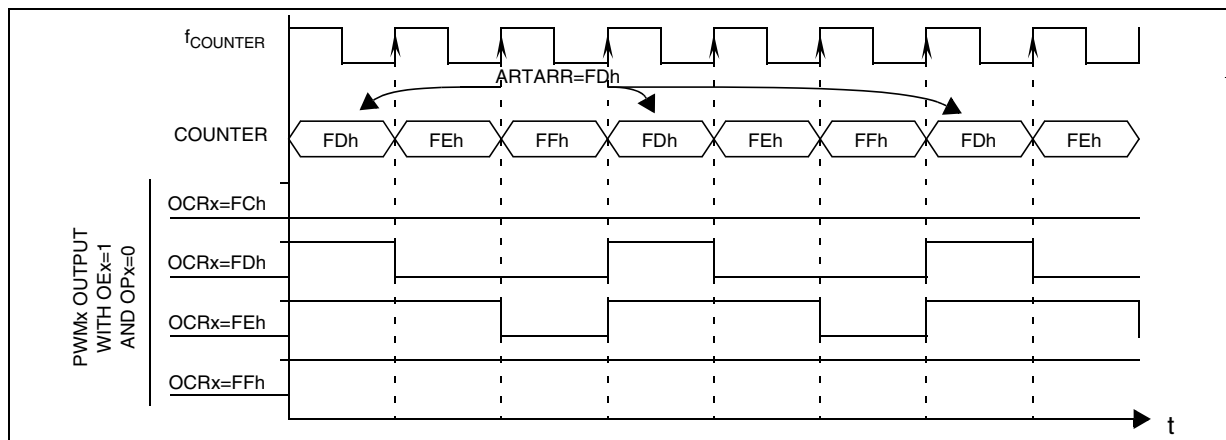 fCOUNTER
ARTARR=FDh
COUNTER
FDh FEh FFh FDh FEh FFh FDh FEh
PWMx OUTPUT
WITH OEx=1
AND OPx=0
OCRx=FCh
OCRx=FDh
OCRx=FEh
OCRx=FFh
t